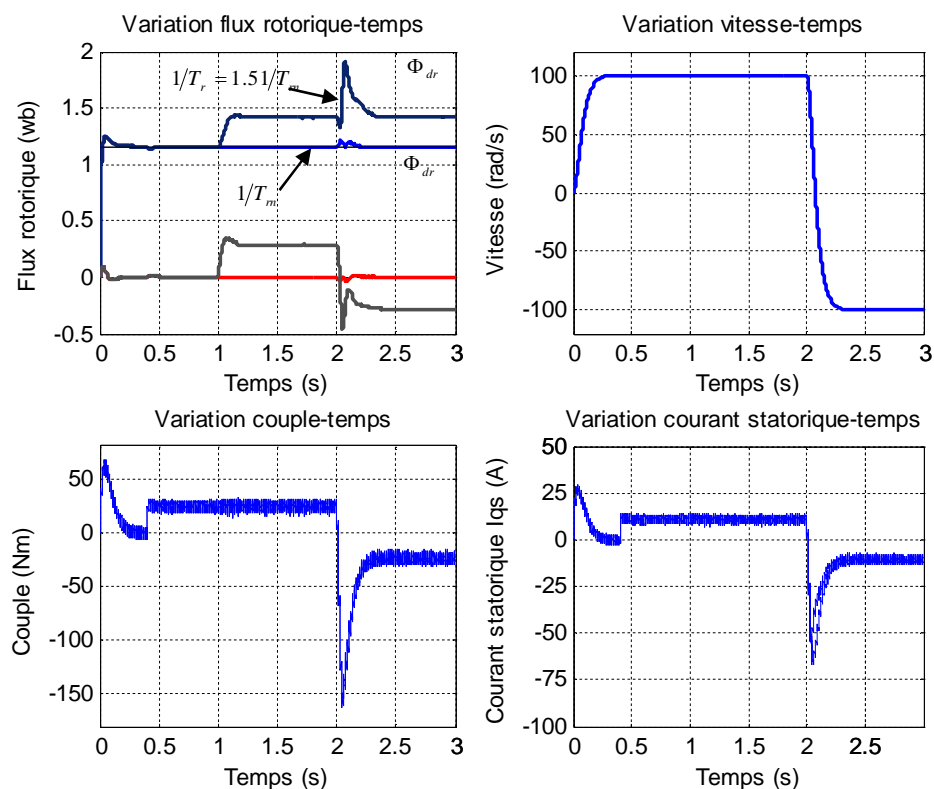 Variation flux rotorique-temps
Flux rotorique (wb)
2
1.5
1
0.5
0
-0.5
1/T_r = 1.51/T_rn
Φ_dr
Φ_dr
1/T_rn
0 0.5 1 1.5 2 2.5 3
Temps (s)
Variation vitesse-temps
Vitesse (rad/s)
100
50
0
-50
-100
0 0.5 1 1.5 2 2.5 3
Temps (s)
Variation couple-temps
Couple (Nm)
50
0
-50
-100
-150
0 0.5 1 1.5 2 2.5 3
Temps (s)
Variation courant statorique-temps
Courant statorique Iqs (A)
50
25
0
-25
-50
-75
-100
0 0.5 1 1.5 2 2.5
Temps (s)